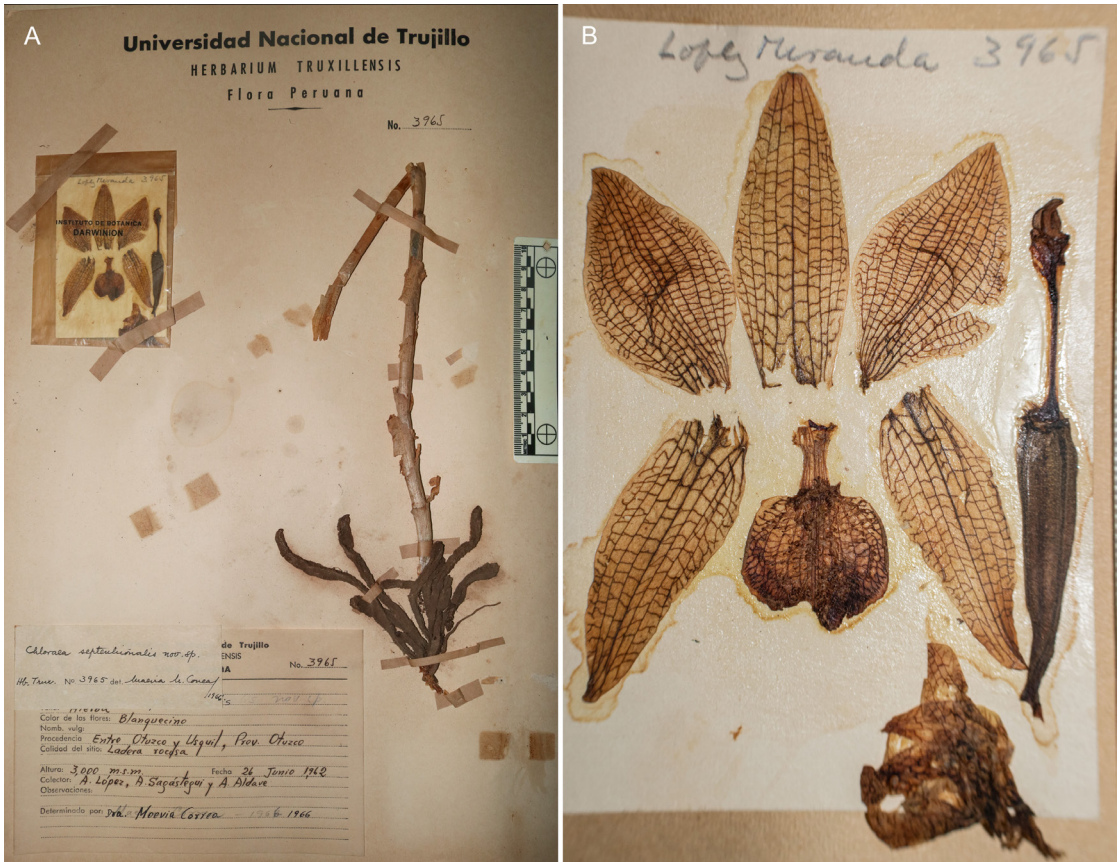 A
Universidad Nacional de Trujillo
HERBARIUM TRUXILLENSIS
Flora Peruana
No. 3965
Lopez Miranda 3965
INSTITUTO DE BOTANICA
DARWINION
Chloraea septentrionalis nov. sp.
Hb. Trux. No 3965 det. M.
1966
de Trujillo
ENSIS
No. 3965
Color de las flores: Blanquecino
Nomb. vulg:
Procedencia Entre Otuzco y Usquil, Prov. Otuzco
Calidad del sitio: Ladera rocosa
Altura: 3,000 m.s.m. Fecha 26 Junio 1962
Colector: A. López, A. Sagástegui y A. Aldave
Observaciones:
Determinado por: Dra. Maevia Correa 1966
B
Lopez Miranda 3965